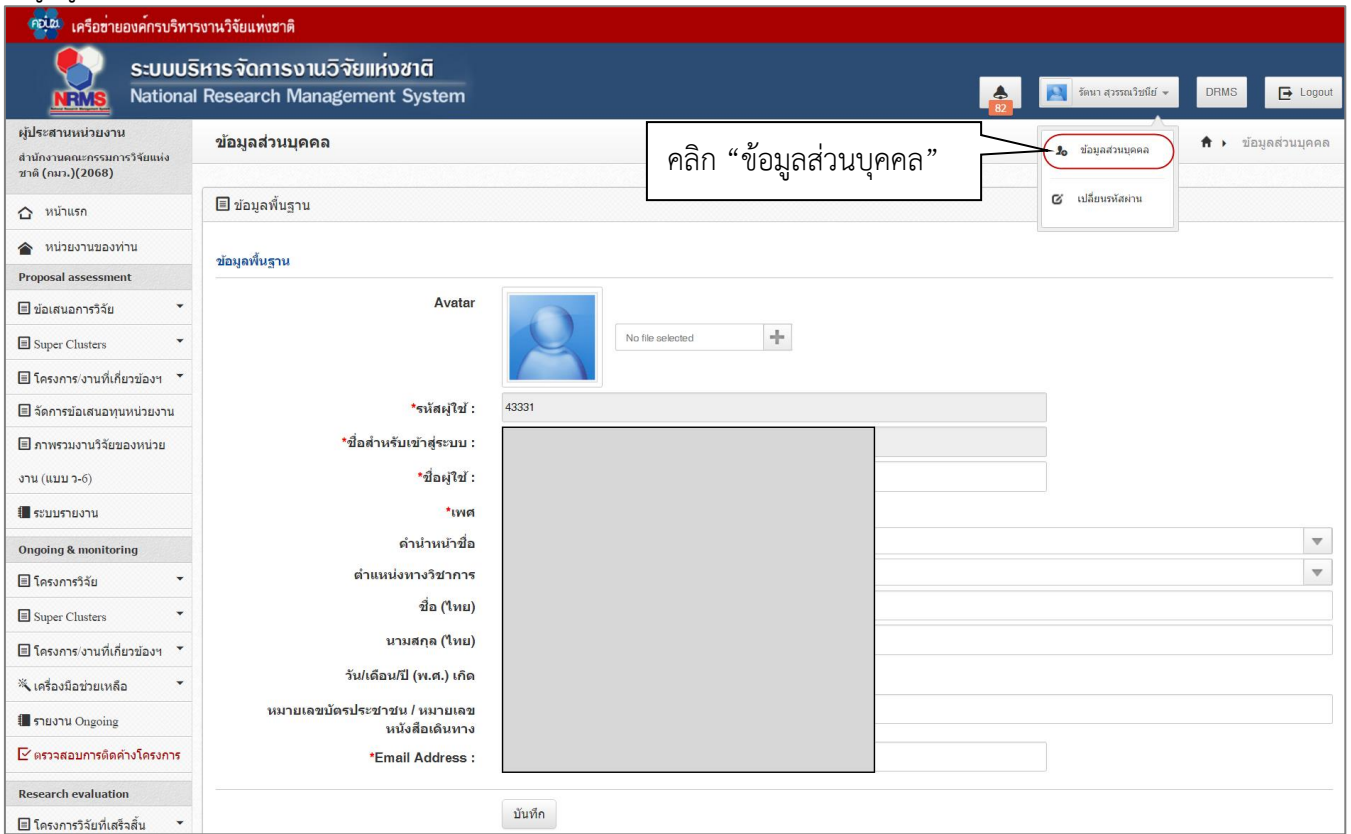 คอบช เครือข่ายองค์กรบริหารงานวิจัยแห่งชาติ
NRMS
ระบบบริหารจัดการงานวิจัยแห่งชาติ
National Research Management System
82
รัตนา สุวรรณวิชนีย์
DRMS
Logout
ผู้ประสานหน่วยงาน
สำนักงานคณะกรรมการวิจัยแห่ง
ชาติ (กมว.)(2068)
ข้อมูลส่วนบุคคล
คลิก “ข้อมูลส่วนบุคคล”
ข้อมูลส่วนบุคคล
เปลี่ยนรหัสผ่าน
ข้อมูลส่วนบุคคล
หน้าแรก
หน่วยงานของท่าน
Proposal assessment
ข้อเสนอการวิจัย
Super Clusters
โครงการ/งานที่เกี่ยวข้องฯ
จัดการข้อเสนอทุนหน่วยงาน
ภาพรวมงานวิจัยของหน่วย
งาน (แบบ ว-6)
ระบบรายงาน
Ongoing & monitoring
โครงการวิจัย
Super Clusters
โครงการ/งานที่เกี่ยวข้องฯ
เครื่องมือช่วยเหลือ
รายงาน Ongoing
ตรวจสอบการติดค้างโครงการ
Research evaluation
โครงการวิจัยที่เสร็จสิ้น
ข้อมูลพื้นฐาน
ข้อมูลพื้นฐาน
Avatar
No file selected
*รหัสผู้ใช้ : 43331
*ชื่อสำหรับเข้าสู่ระบบ :
*ชื่อผู้ใช้ :
*เพศ
คำนำหน้าชื่อ
ตำแหน่งทางวิชาการ
ชื่อ (ไทย)
นามสกุล (ไทย)
วัน/เดือน/ปี (พ.ศ.) เกิด
หมายเลขบัตรประชาชน / หมายเลข
หนังสือเดินทาง
*Email Address :
บันทึก